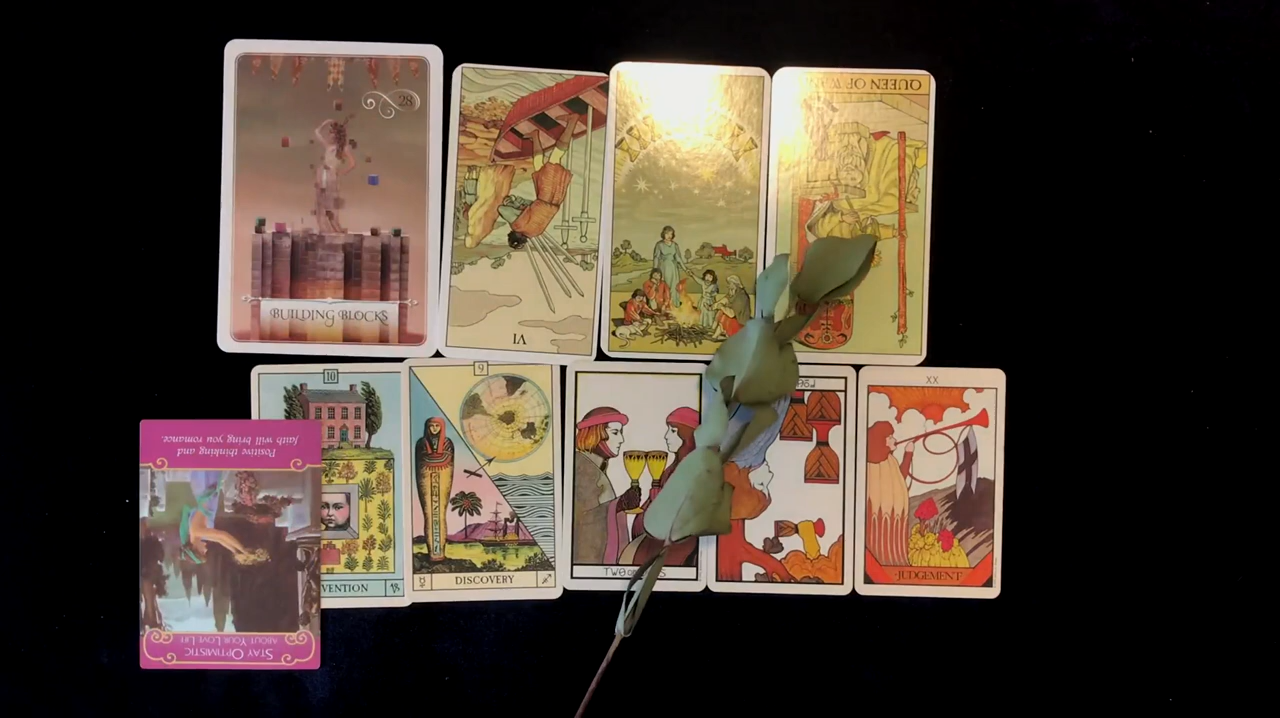 28
BUILDING BLOCKS
VI
QUEEN OF
10
VENTION
9
DISCOVERY
TWO OF
XX
JUDGEMENT
Positive thinking and
faith will bring you romance.
STAY OPTIMISTIC
ABOUT YOUR LOVE LIFE